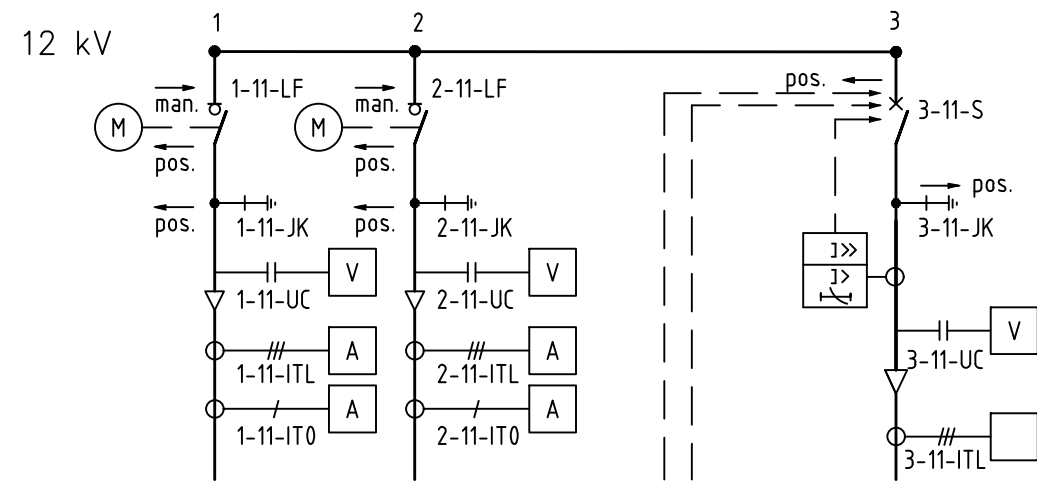 1 2 3
12 kV
pos.
man. 1-11-LF man. 2-11-LF
3-11-S
M M
pos. pos.
pos.
pos. 1-11-JK pos. 2-11-JK 3-11-JK
V V
1-11-UC 2-11-UC
V
A A
3-11-UC
1-11-ITL 2-11-ITL
A A
1-11-IT0 2-11-IT0
3-11-ITL